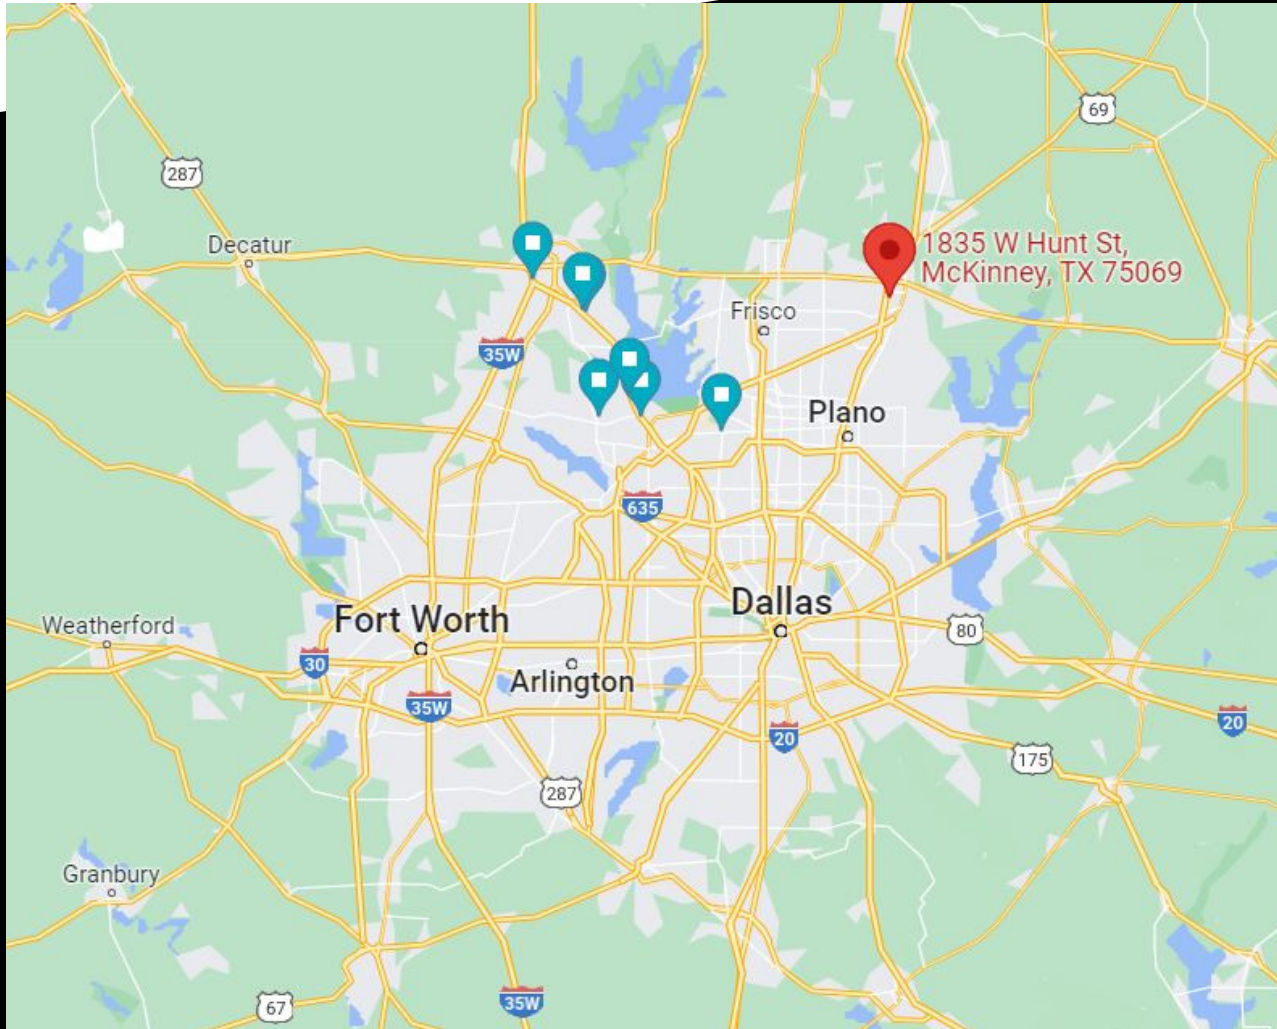 69
287
Decatur
1835 W Hunt St,
McKinney, TX 75069
Frisco
35W
Plano
635
Dallas
Fort Worth
Weatherford
80
30
Arlington
35W
20
20
175
287
Granbury
35W
67